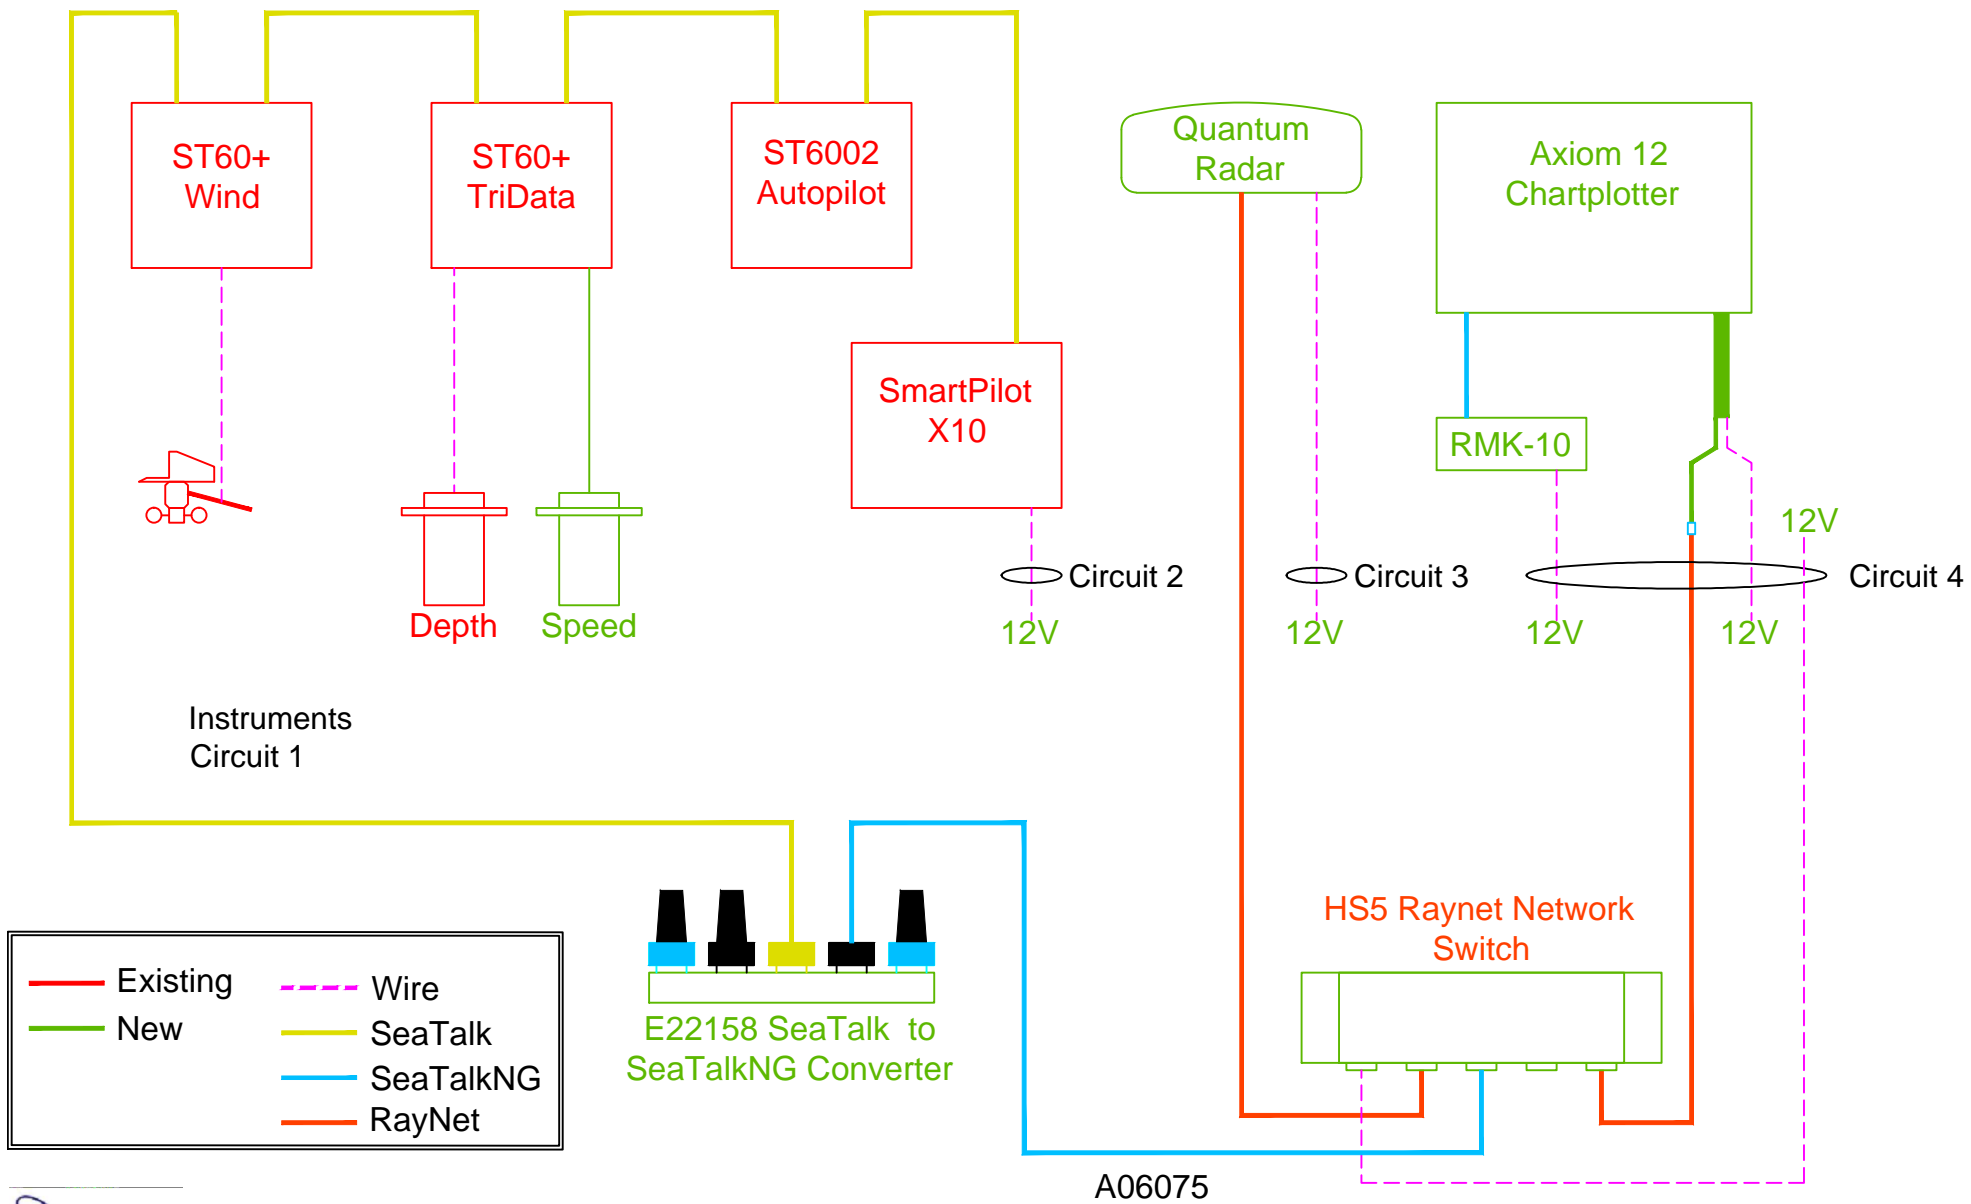 ST60+
Wind
ST60+
TriData
ST6002
Autopilot
Quantum
Radar
Axiom 12
Chartplotter
SmartPilot
X10
RMK-10
12V
Circuit 2
Circuit 3
Circuit 4
Depth
Speed
12V
12V
12V
12V
Instruments
Circuit 1
HS5 Raynet Network
Switch
Existing
New
Wire
SeaTalk
SeaTalkNG
RayNet
E22158 SeaTalk to
SeaTalkNG Converter
A06075